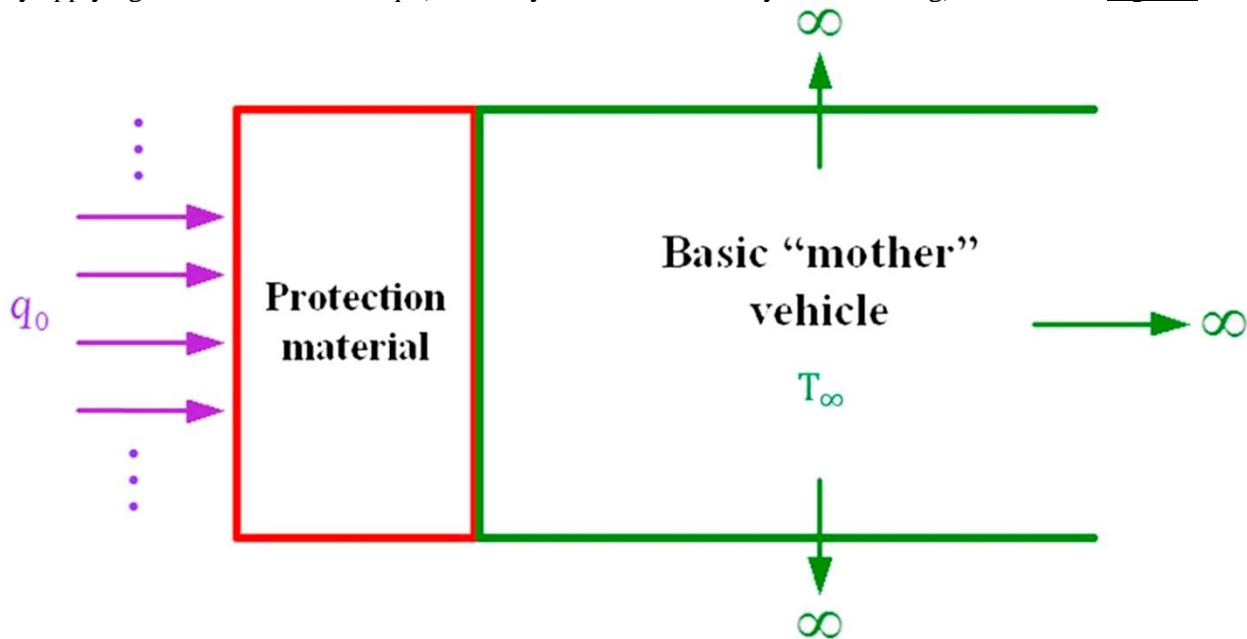 ∞
q₀
Protection
material
Basic “mother”
vehicle
T∞
∞
∞